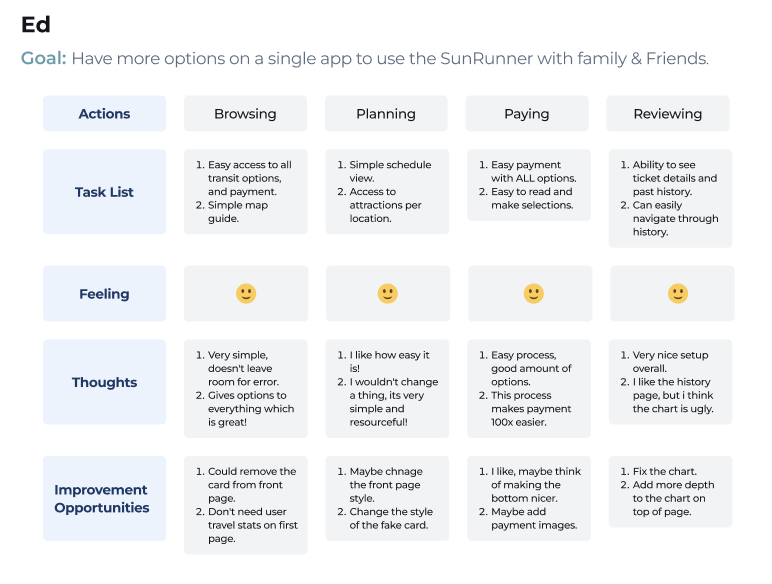 Ed
Goal: Have more options on a single app to use the SunRunner with family & Friends.
Actions
Browsing
Planning
Paying
Reviewing
Task List
1. Easy access to all
transit options,
and payment.
2. Simple map
guide.
1. Simple schedule
view.
2. Access to
attractions per
location.
1. Easy payment
with ALL options.
2. Easy to read and
make selections.
1. Ability to see
ticket details and
past history.
2. Can easily
navigate through
history.
Feeling
Thoughts
1. Very simple,
doesn't leave
room for error.
2. Gives options to
everything which
is great!
1. I like how easy it
is!
2. I wouldn't change
a thing, its very
simple and
resourceful!
1. Easy process,
good amount of
options.
2. This process
makes payment
100x easier.
1. Very nice setup
overall.
2. I like the history
page, but i think
the chart is ugly.
Improvement
Opportunities
1. Could remove the
card from front
page.
2. Don't need user
travel stats on first
page.
1. Maybe chnage
the front page
style.
2. Change the style
of the fake card.
1. I like, maybe think
of making the
bottom nicer.
2. Maybe add
payment images.
1. Fix the chart.
2. Add more depth
to the chart on
top of page.